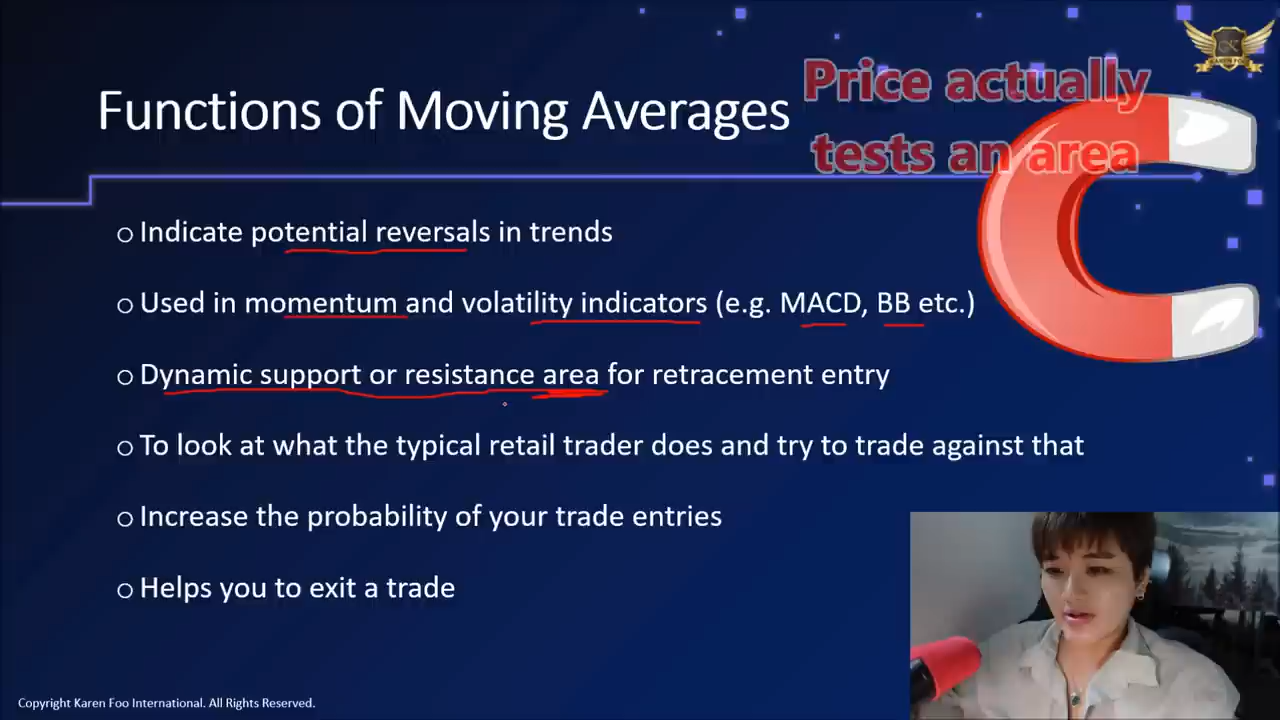 Price actually
tests an area
KAREN FOO
Functions of Moving Averages
o Indicate potential reversals in trends
o Used in momentum and volatility indicators (e.g. MACD, BB etc.)
o Dynamic support or resistance area for retracement entry
o To look at what the typical retail trader does and try to trade against that
o Increase the probability of your trade entries
o Helps you to exit a trade
Copyright Karen Foo International. All Rights Reserved.